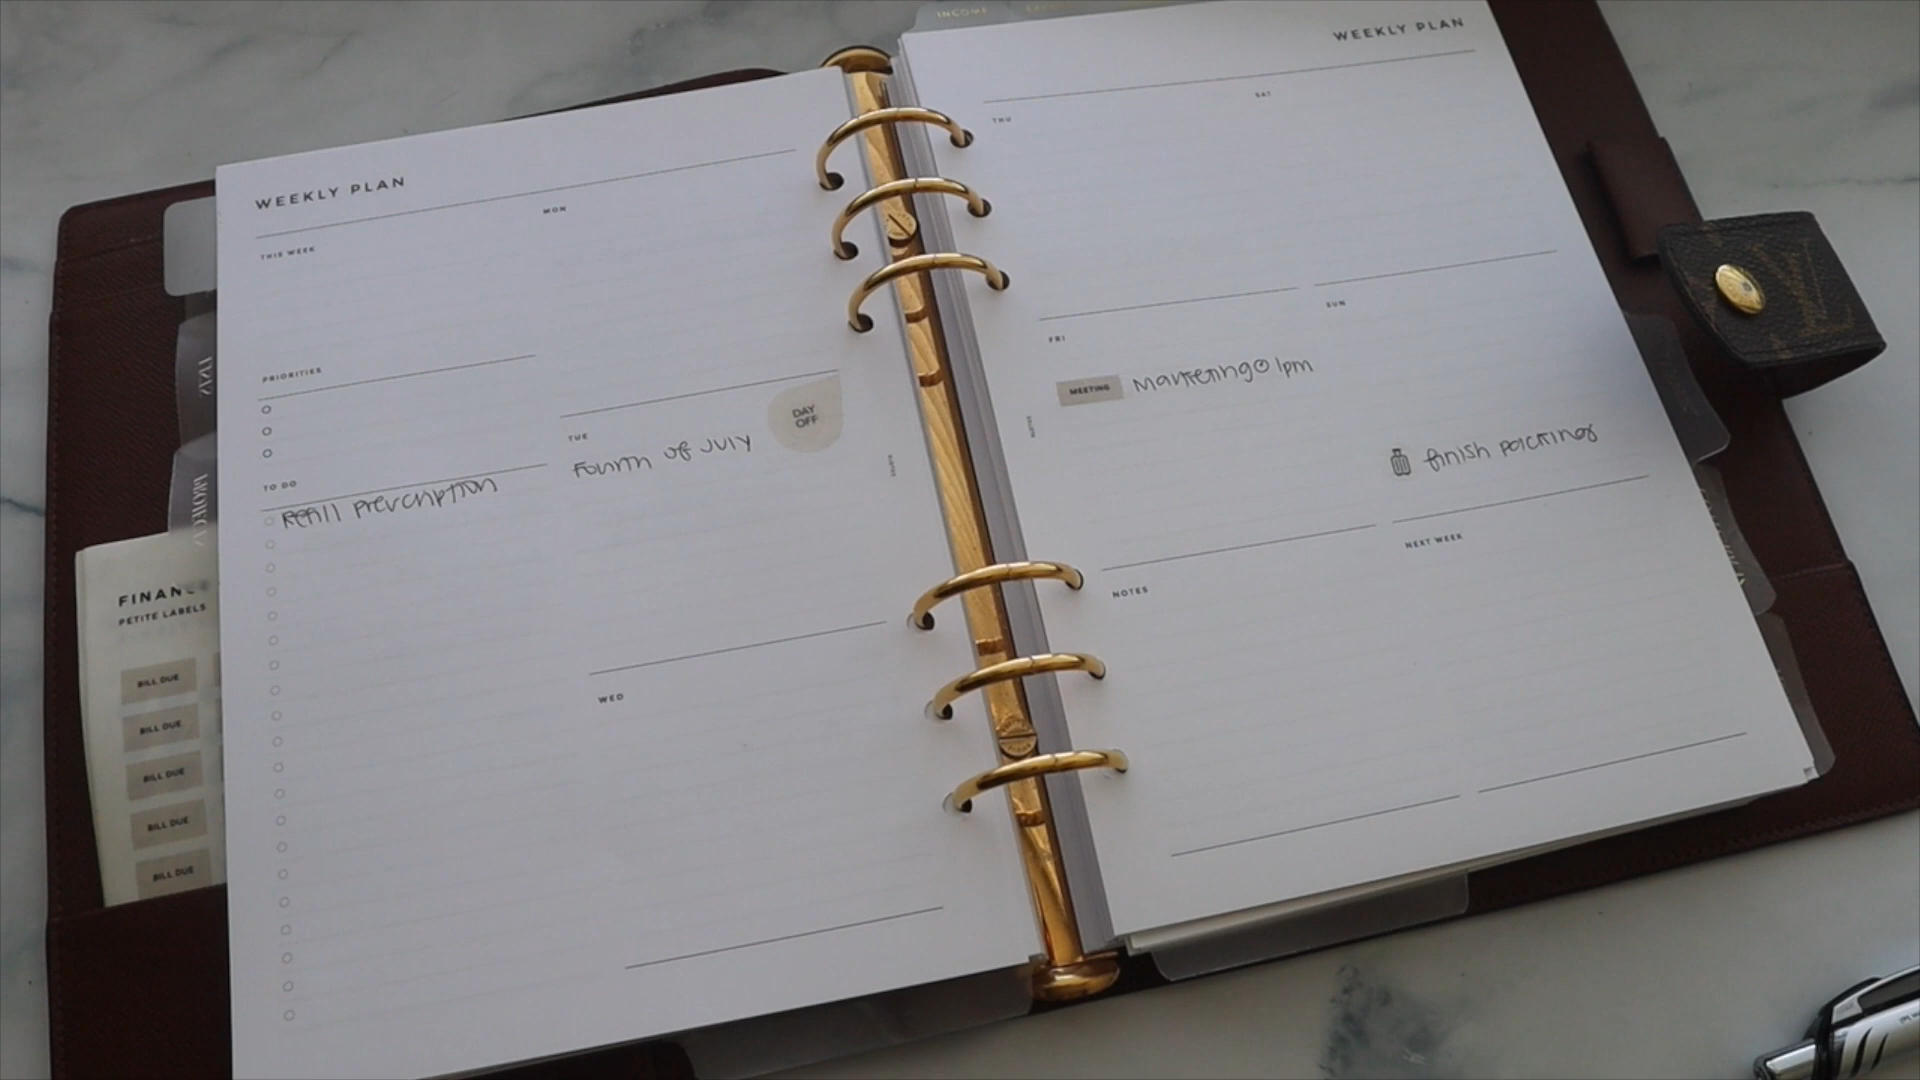 INCOME
WEEKLY PLAN
THIS WEEK
MON
PRIORITIES
TUE
DAY
OFF
Fourth of July
TO DO
Refill prescription
WED
FINANCE
PETITE LABELS
BILL DUE
BILL DUE
BILL DUE
BILL DUE
BILL DUE
WEEKLY PLAN
THU
SAT
FRI
MEETING Marketing @ 1pm
SUN
finish packing
NOTES
NEXT WEEK